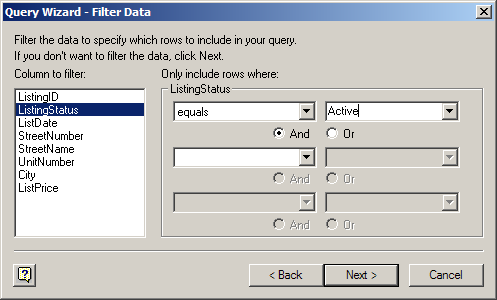 Query Wizard - Filter Data
Filter the data to specify which rows to include in your query.
If you don't want to filter the data, click Next.
Column to filter:
Only include rows where:
ListingID
ListingStatus
ListDate
StreetNumber
StreetName
UnitNumber
City
ListPrice
ListingStatus
equals
Active
And
Or
And
Or
And
Or
< Back
Next >
Cancel